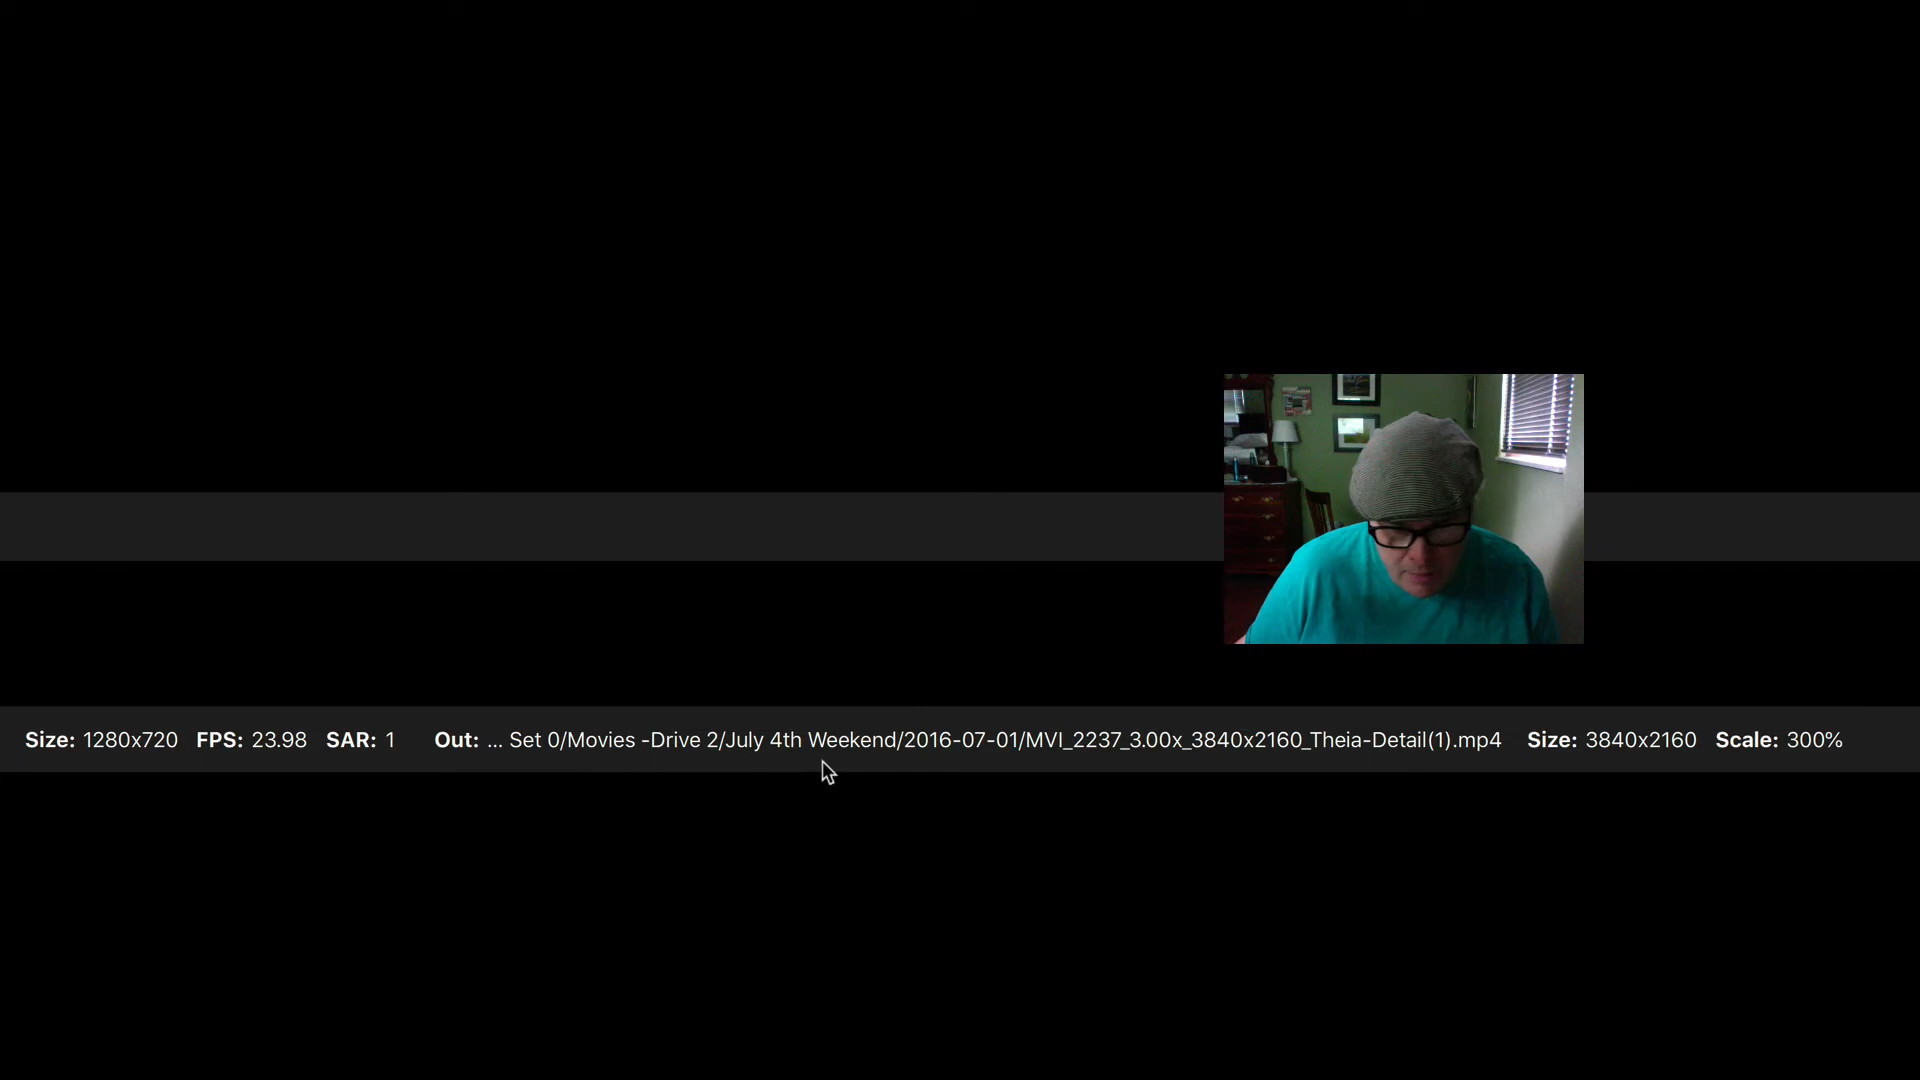 Size: 1280x720 FPS: 23.98 SAR: 1 Out: ... Set 0/Movies -Drive 2/July 4th Weekend/2016-07-01/MVI_2237_3.00x_3840x2160_Theia-Detail(1).mp4 Size: 3840x2160 Scale: 300%